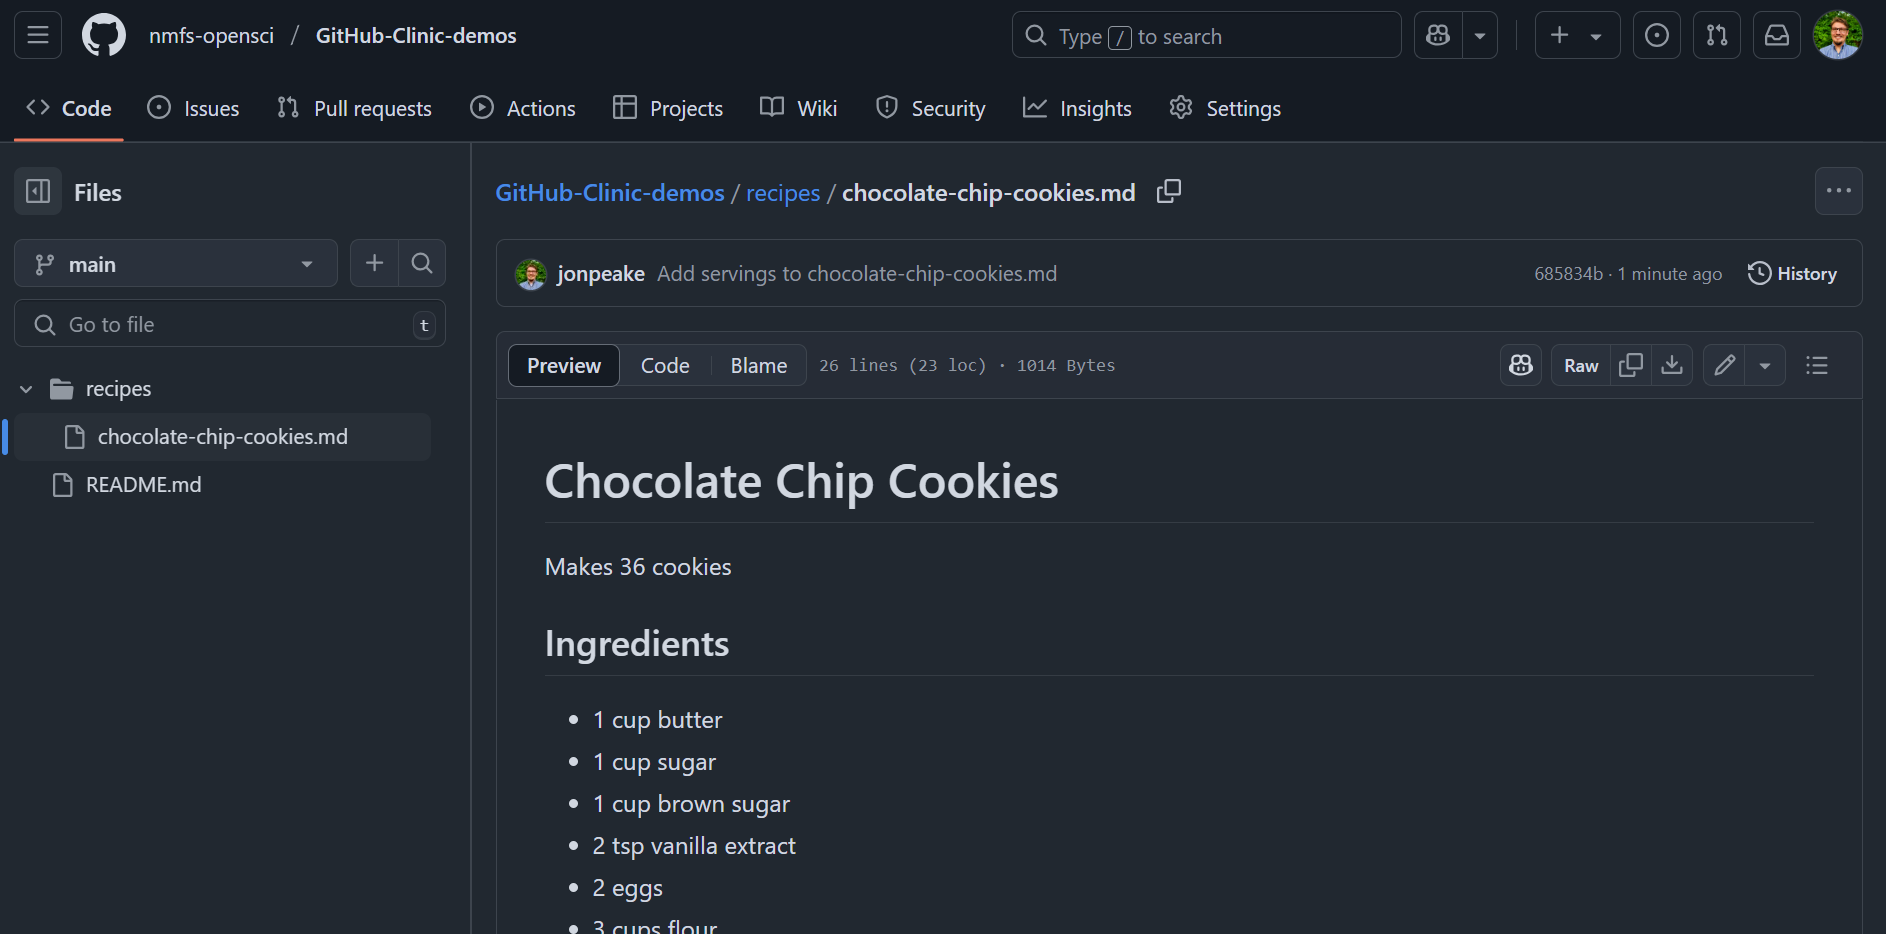 nmfs-opensci / GitHub-Clinic-demos
Type / to search
Code Issues Pull requests Actions Projects Wiki Security Insights Settings
Files
main
Go to file t
recipes
chocolate-chip-cookies.md
README.md
GitHub-Clinic-demos / recipes / chocolate-chip-cookies.md
jonpeake Add servings to chocolate-chip-cookies.md 685834b · 1 minute ago History
Preview Code Blame 26 lines (23 loc) · 1014 Bytes Raw
Chocolate Chip Cookies
Makes 36 cookies
Ingredients
• 1 cup butter
• 1 cup sugar
• 1 cup brown sugar
• 2 tsp vanilla extract
• 2 eggs
• 3 cups flour